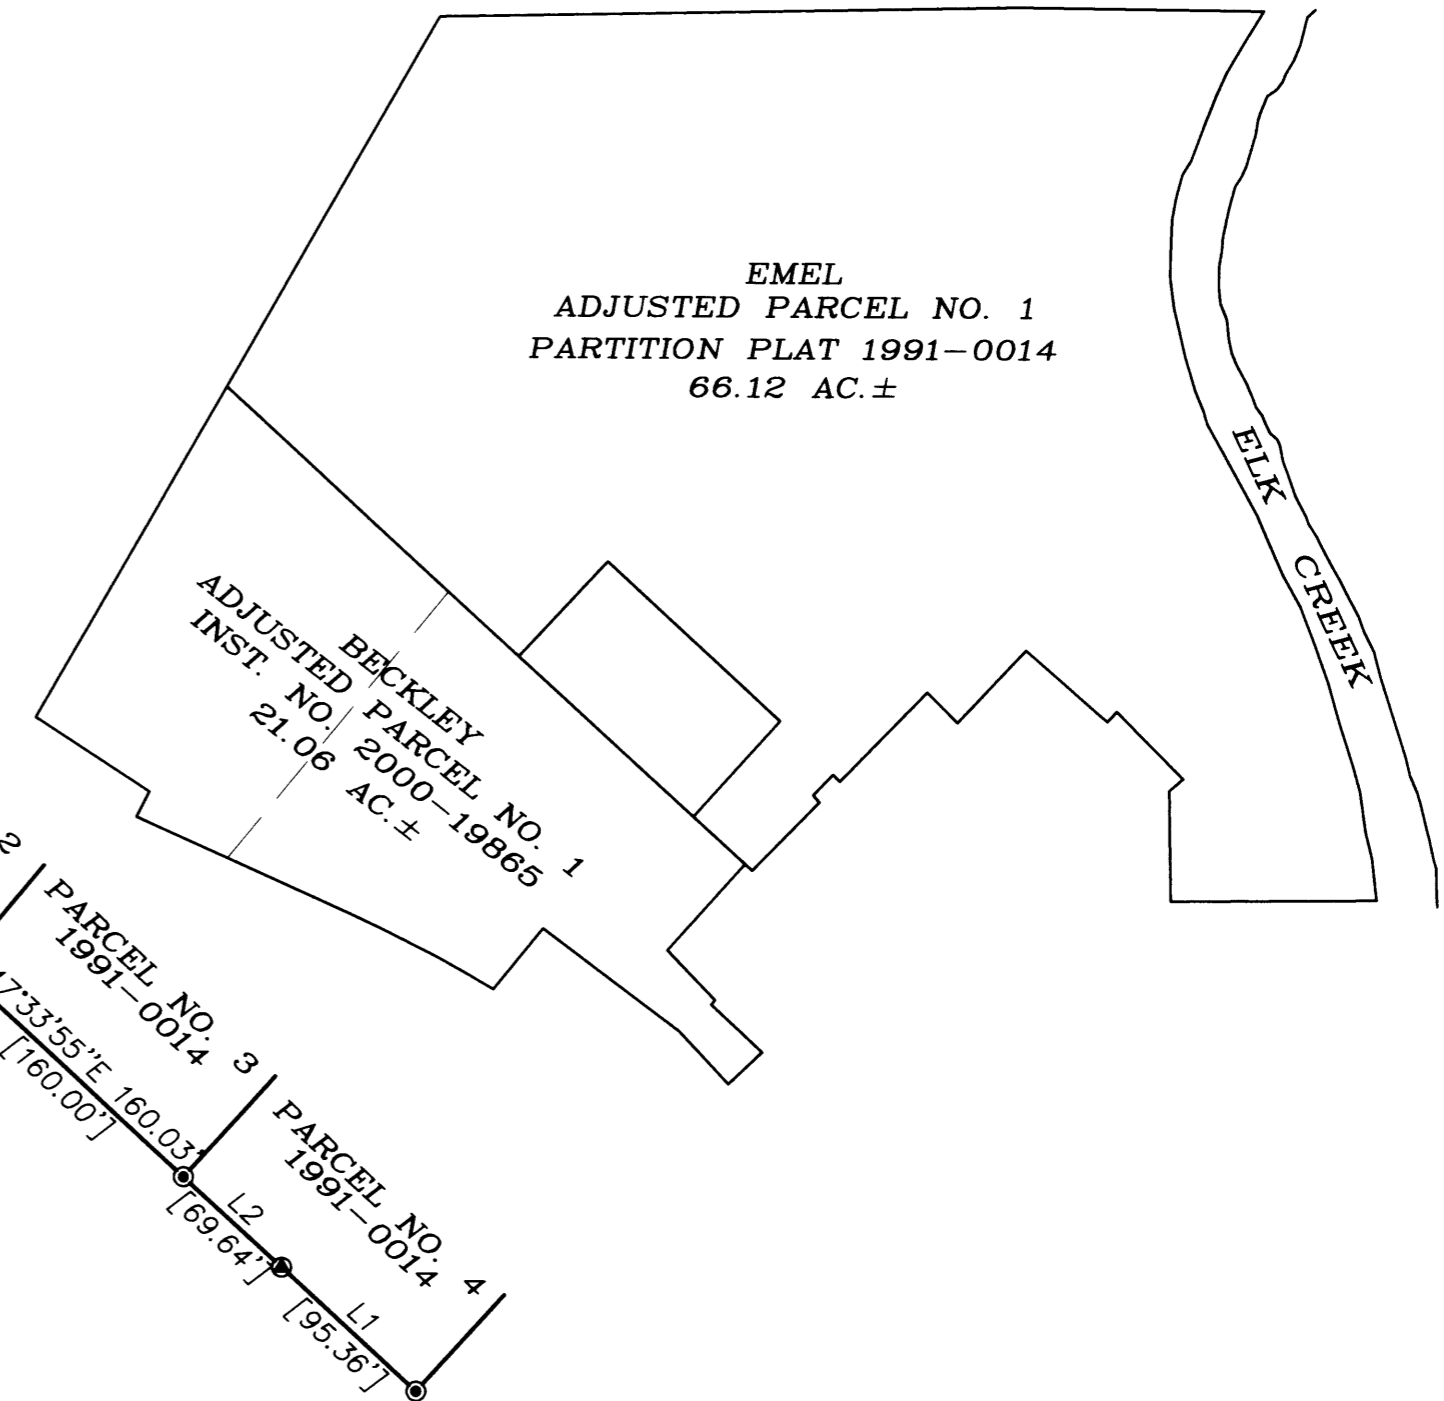 EMEL
ADJUSTED PARCEL NO. 1
PARTITION PLAT 1991-0014
66.12 AC.±
ELK CREEK
BECKLEY
ADJUSTED PARCEL NO. 1
INST. NO. 2000-19865
21.06 AC.±
2
PARCEL NO. 3
1991-0014
47°33'55"E 160.03'
[160.00']
PARCEL NO. 4
1991-0014
L2
[69.64']
L1
[95.36']